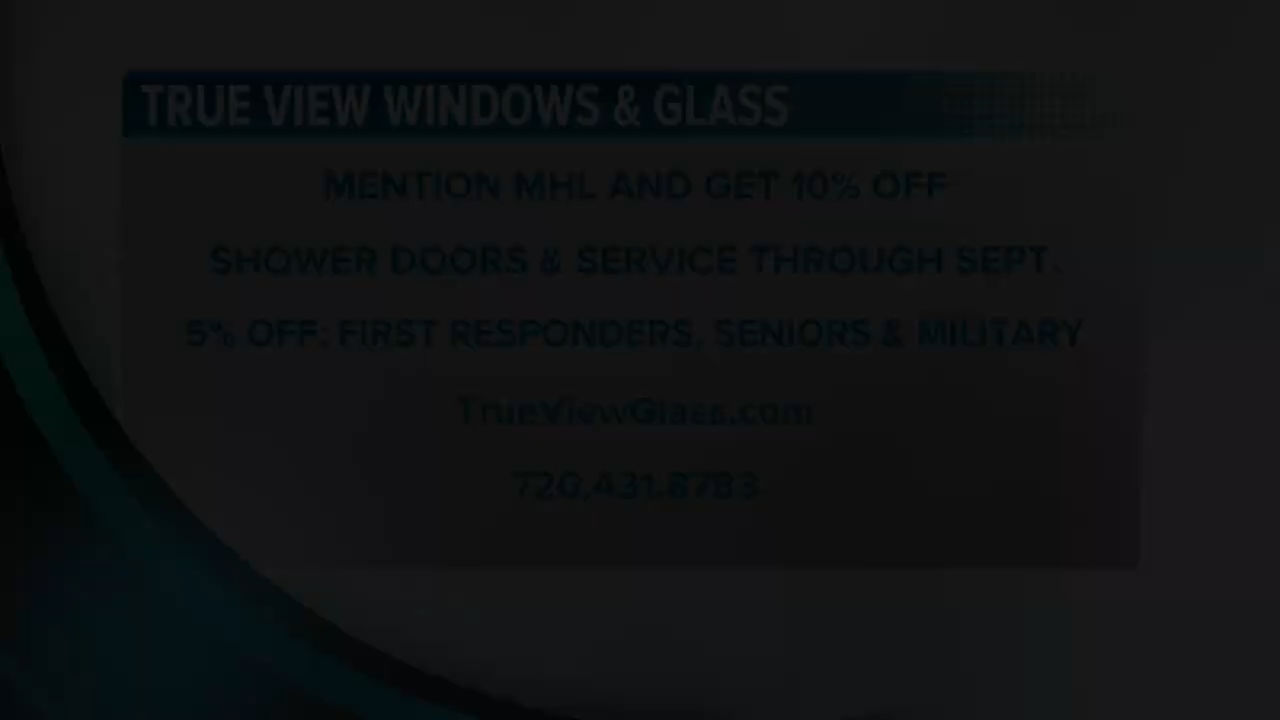 TRUE VIEW WINDOWS & GLASS
MENTION MHL AND GET 10% OFF
SHOWER DOORS & SERVICE THROUGH SEPT.
5% OFF: FIRST RESPONDERS, SENIORS & MILITARY
TrueViewGlass.com
720.431.8783